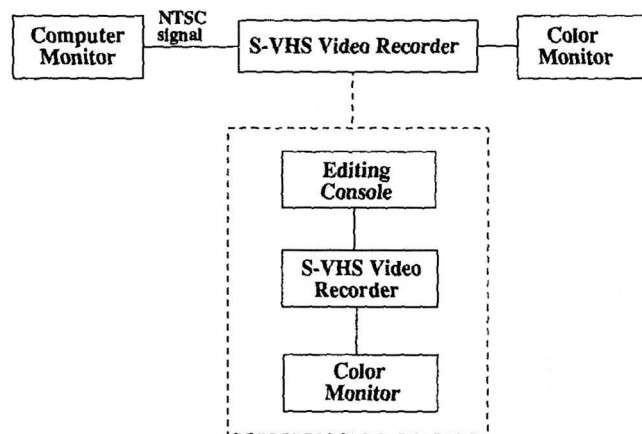 NTSC
signal
Computer
Monitor
S-VHS Video Recorder
Color
Monitor
Editing
Console
S-VHS Video
Recorder
Color
Monitor